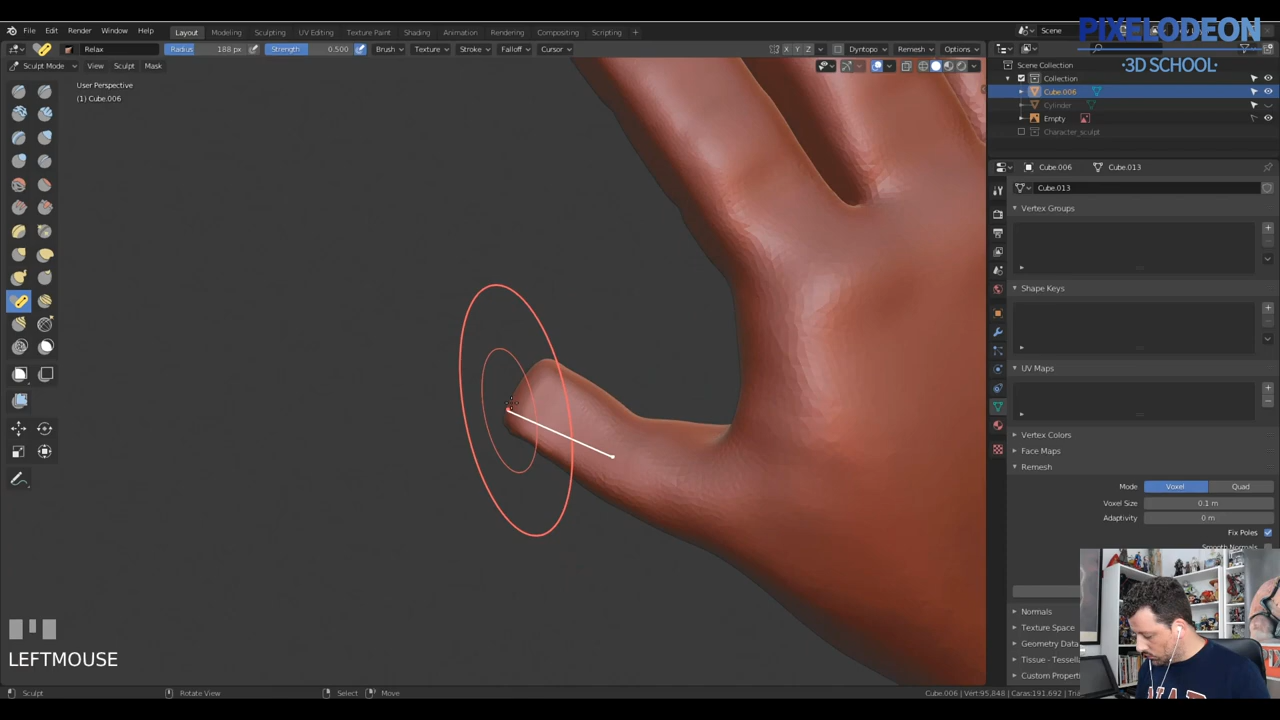 File Edit Render Window Help Layout Modeling Sculpting UV Editing Texture Paint Shading Animation Rendering Compositing Scripting + Scene
PIXELODEON
·3D SCHOOL·
Relax Radius 188 px Strength 0.500 Brush Texture Stroke Falloff Cursor X Y Z Dyntopo Remesh Options
Sculpt Mode View Sculpt Mask
Scene Collection
Collection
Cube.006
Cylinder
Empty
Character_sculpt
User Perspective
(1) Cube.006
Cube.006 Cube.013
Cube.013
Vertex Groups
Shape Keys
UV Maps
Vertex Colors
Face Maps
Remesh
Mode Voxel Quad
Voxel Size 0.1 m
Adaptivity 0 m
Fix Poles
Normals
Texture Space
Geometry Data
Tissue - Tessella
Custom Properti
LEFTMOUSE
Sculpt Rotate View Select Move Cube.006 | Vert:95,848 | Caras:191,692 | Tria